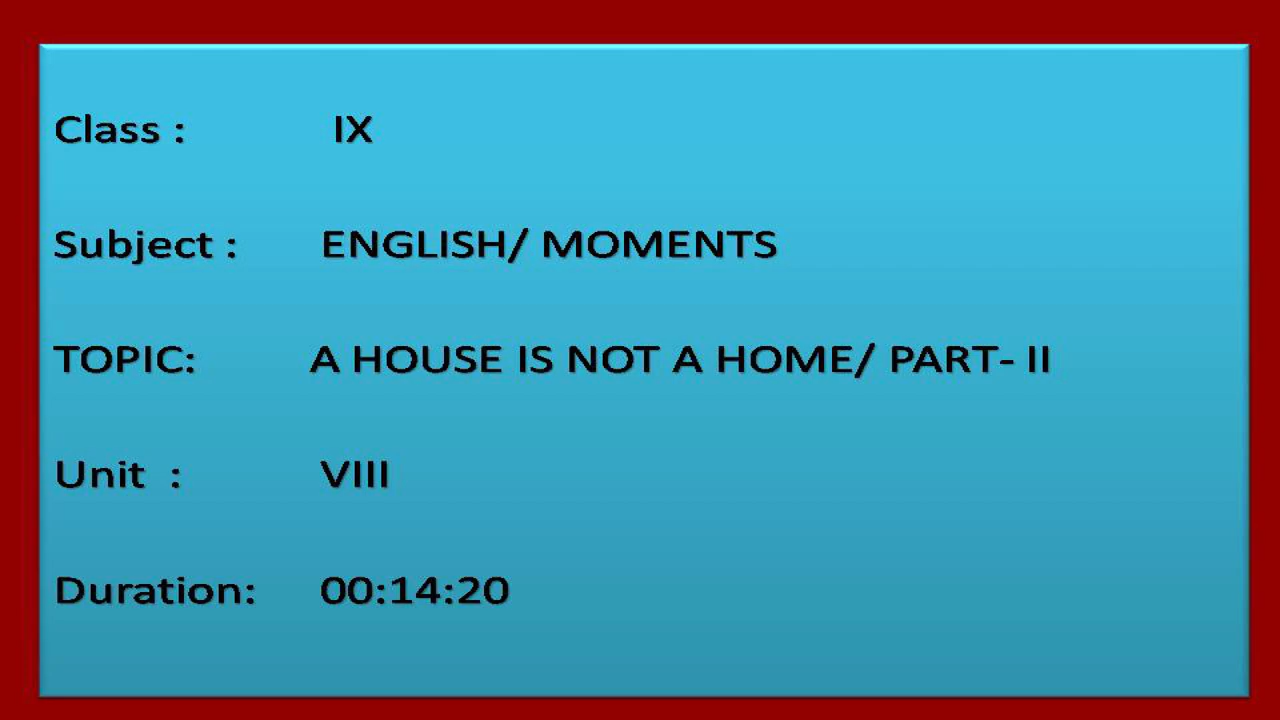 Class : IX
Subject : ENGLISH/ MOMENTS
TOPIC: A HOUSE IS NOT A HOME/ PART- II
Unit : VIII
Duration: 00:14:20